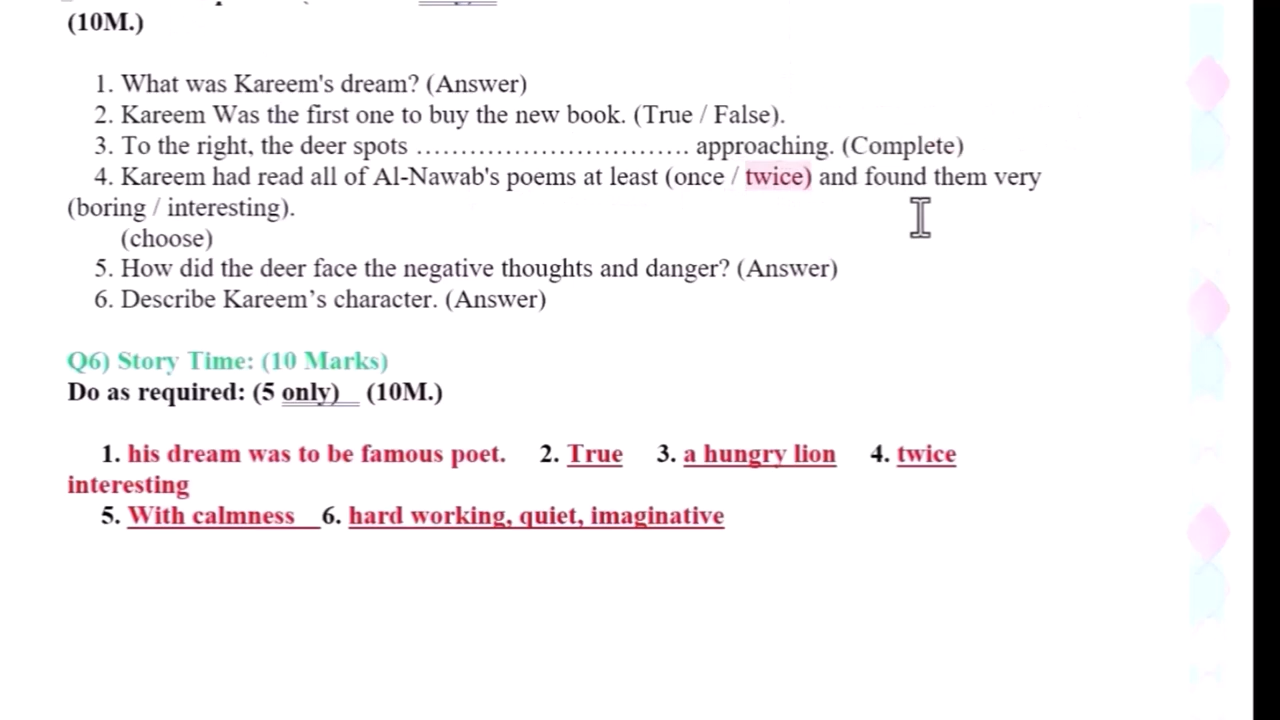 (10M.)
1. What was Kareem's dream? (Answer)
2. Kareem Was the first one to buy the new book. (True / False).
3. To the right, the deer spots ................................ approaching. (Complete)
4. Kareem had read all of Al-Nawab's poems at least (once / twice) and found them very
(boring / interesting).
(choose)
5. How did the deer face the negative thoughts and danger? (Answer)
6. Describe Kareem’s character. (Answer)
Q6) Story Time: (10 Marks)
Do as required: (5 only) (10M.)
1. his dream was to be famous poet. 2. True 3. a hungry lion 4. twice
interesting
5. With calmness 6. hard working, quiet, imaginative